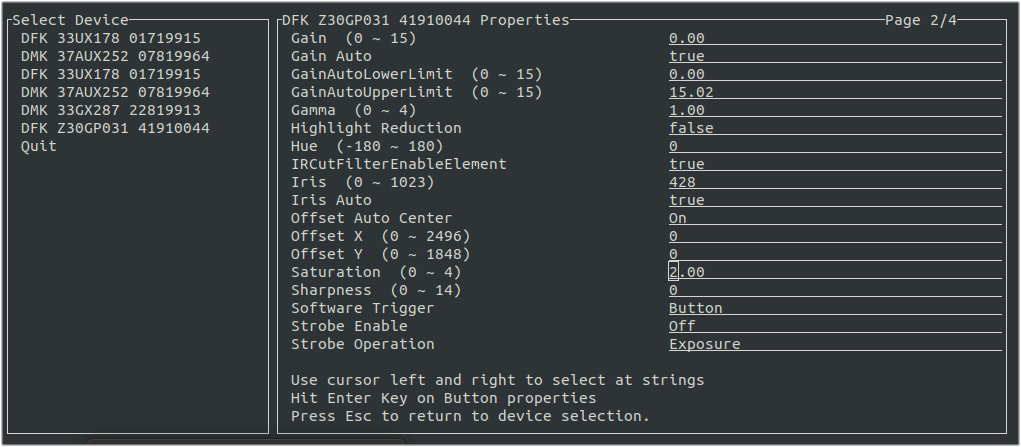 Select Device
DFK 33UX178 01719915
DMK 37AUX252 07819964
DFK 33UX178 01719915
DMK 37AUX252 07819964
DMK 33GX287 22819913
DFK Z30GP031 41910044
Quit
DFK Z30GP031 41910044 Properties Page 2/4
Gain (0 ~ 15) 0.00
Gain Auto true
GainAutoLowerLimit (0 ~ 15) 0.00
GainAutoUpperLimit (0 ~ 15) 15.02
Gamma (0 ~ 4) 1.00
Highlight Reduction false
Hue (-180 ~ 180) 0
IRCutFilterEnableElement true
Iris (0 ~ 1023) 428
Iris Auto true
Offset Auto Center On
Offset X (0 ~ 2496) 0
Offset Y (0 ~ 1848) 0
Saturation (0 ~ 4) 2.00
Sharpness (0 ~ 14) 0
Software Trigger Button
Strobe Enable Off
Strobe Operation Exposure
Use cursor left and right to select at strings
Hit Enter Key on Button properties
Press Esc to return to device selection.